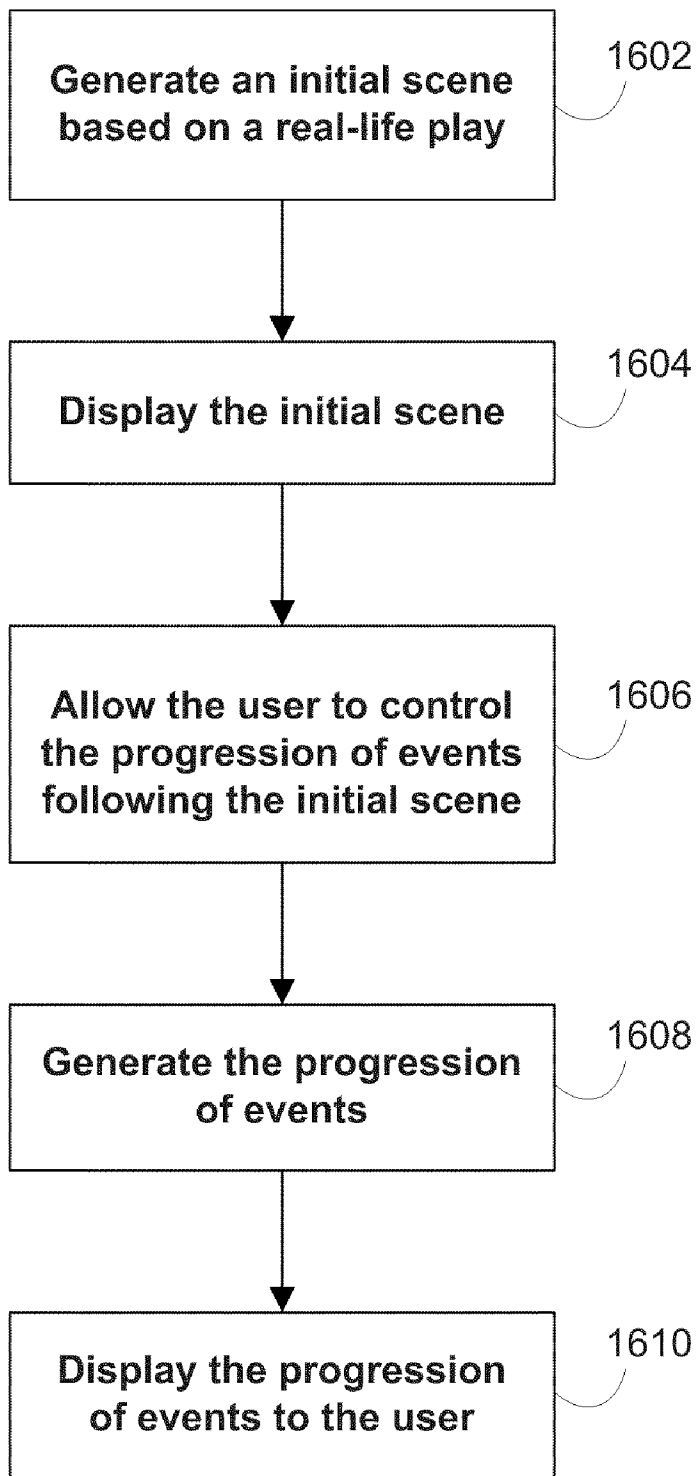 Generate an initial scene
based on a real-life play
1602
Display the initial scene
1604
Allow the user to control
the progression of events
following the initial scene
1606
Generate the progression
of events
1608
Display the progression
of events to the user
1610